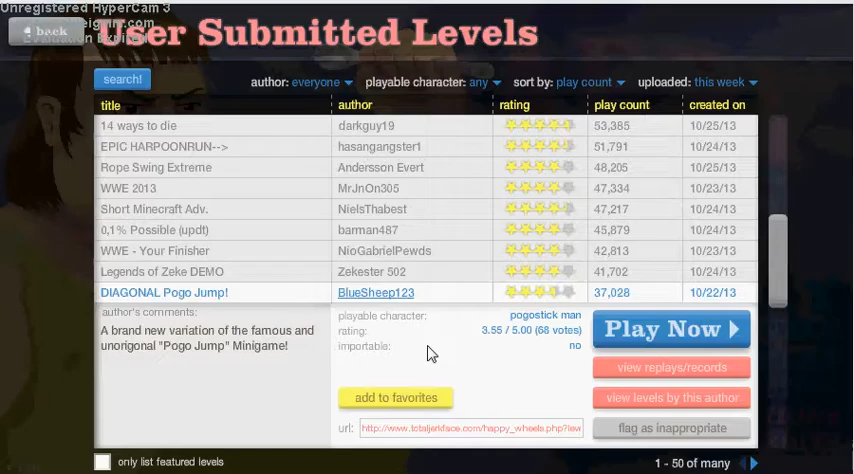 Unregistered HyperCam 3
back
User Submitted Levels
search!
author: everyone playable character: any sort by: play count uploaded: this week
title author rating play count created on
14 ways to die darkguy19 53,385 10/25/13
EPIC HARPOONRUN--> hasangangster1 51,791 10/24/13
Rope Swing Extreme Andersson Evert 48,205 10/25/13
WWE 2013 MrJnOn305 47,334 10/23/13
Short Minecraft Adv. NielsThabest 47,217 10/24/13
0,1% Possible (updt) barman487 45,879 10/24/13
WWE - Your Finisher NioGabrielPewds 42,813 10/23/13
Legends of Zeke DEMO Zekester 502 41,702 10/24/13
DIAGONAL Pogo Jump! BlueSheep123 37,028 10/22/13
author's comments:
A brand new variation of the famous and
unorigonal "Pogo Jump" Minigame!
playable character: pogostick man
rating: 3.55 / 5.00 (68 votes)
importable: no
Play Now
view replays/records
add to favorites
view levels by this author
url: http://www.totaljerkface.com/happy_wheels.php?lev
flag as inappropriate
only list featured levels
1 - 50 of many